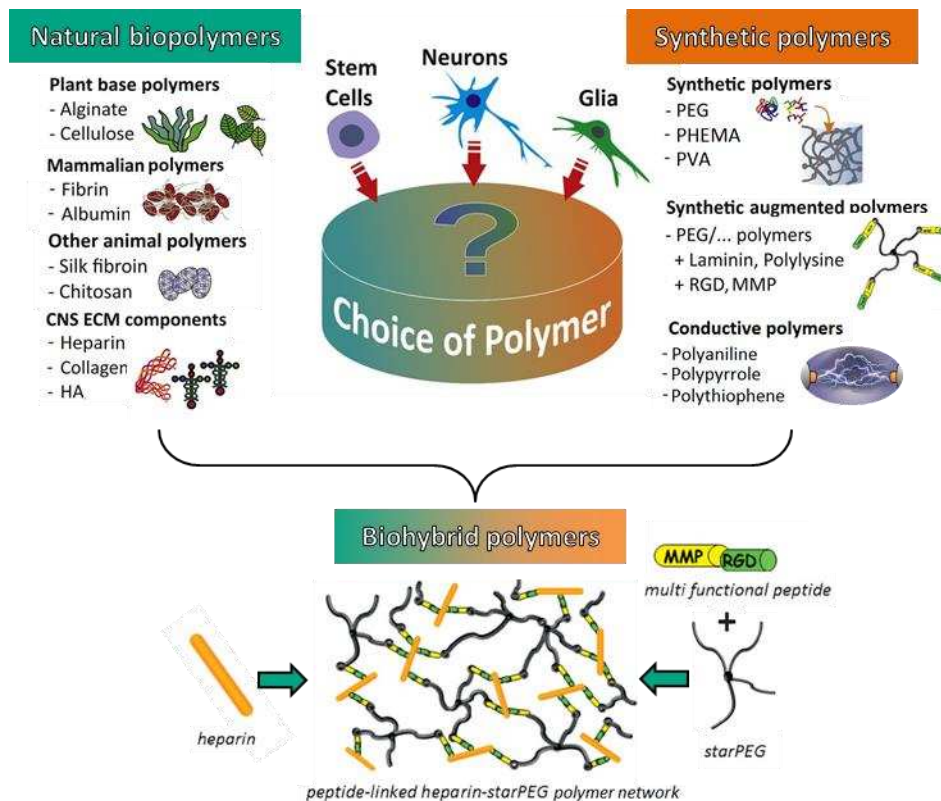 Natural biopolymers
Plant base polymers
- Alginate
- Cellulose
Mammalian polymers
- Fibrin
- Albumin
Other animal polymers
- Silk fibroin
- Chitosan
CNS ECM components
- Heparin
- Collagen
- HA
Stem
Cells
Neurons
Glia
?
Choice of Polymer
Synthetic polymers
Synthetic polymers
- PEG
- PHEMA
- PVA
Synthetic augmented polymers
- PEG/... polymers
+ Laminin, Polylysine
+ RGD, MMP
Conductive polymers
- Polyaniline
- Polypyrrole
- Polythiophene
Biohybrid polymers
MMP RGD
multi functional peptide
+
heparin
starPEG
peptide-linked heparin-starPEG polymer network